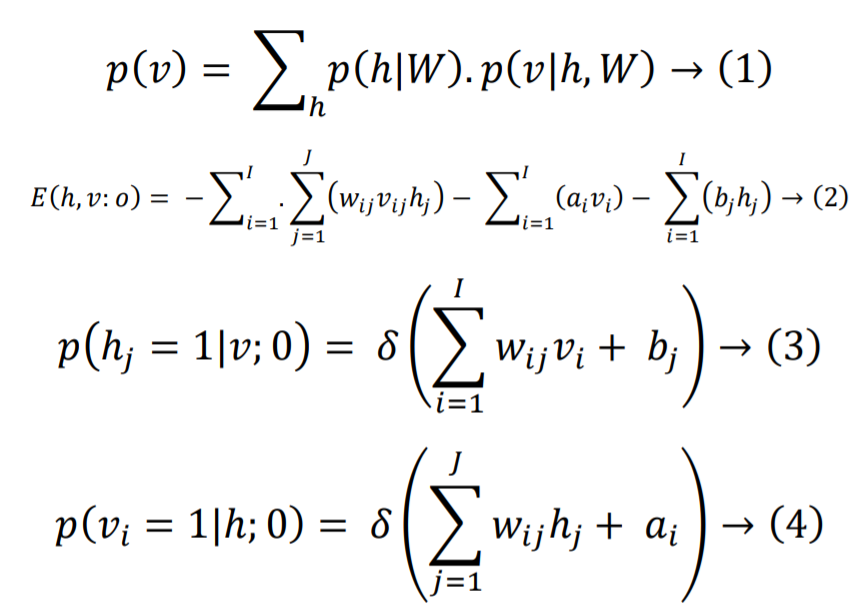 p(v) = ∑_h p(h|W). p(v|h, W) → (1)
E(h, v: o) = − ∑_{i=1}^{I} . ∑_{j=1}^{J} (w_{ij}v_{ij}h_j) − ∑_{i=1}^{I} (a_i v_i) − ∑_{i=1}^{I} (b_j h_j) → (2)
p(h_j = 1|v; 0) = δ(∑_{i=1}^{I} w_{ij}v_i + b_j) → (3)
p(v_i = 1|h; 0) = δ(∑_{j=1}^{J} w_{ij}h_j + a_i) → (4)